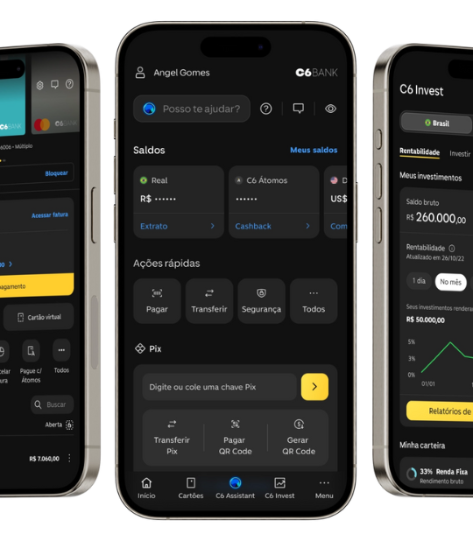 C6
C6BANK
Múltiplo
Bloquear
Acessar fatura
Cartão virtual
Pague c/
Átomos
Todos
Buscar
Aberta
R$ 7.060,00
Angel Gomes
C6BANK
Posso te ajudar?
Saldos
Meus saldos
Real
R$ ······
Extrato
C6 Átomos
······
Cashback
US$
Ações rápidas
Pagar
Transferir
Segurança
Todos
Pix
Digite ou cole uma chave Pix
Transferir
Pix
Pagar
QR Code
Gerar
QR Code
Início
Cartões
C6 Assistant
C6 Invest
Menu
C6 Invest
Brasil
Rentabilidade
Investir
Meus investimentos
Saldo bruto
R$ 260.000,00
Rentabilidade
Atualizado em 26/10/22
1 dia
No mês
Seus investimentos
R$ 50.000,00
5%
3%
0%
01/01
Relatórios de
Minha carteira
33% Renda Fixa
Rendimento bruto